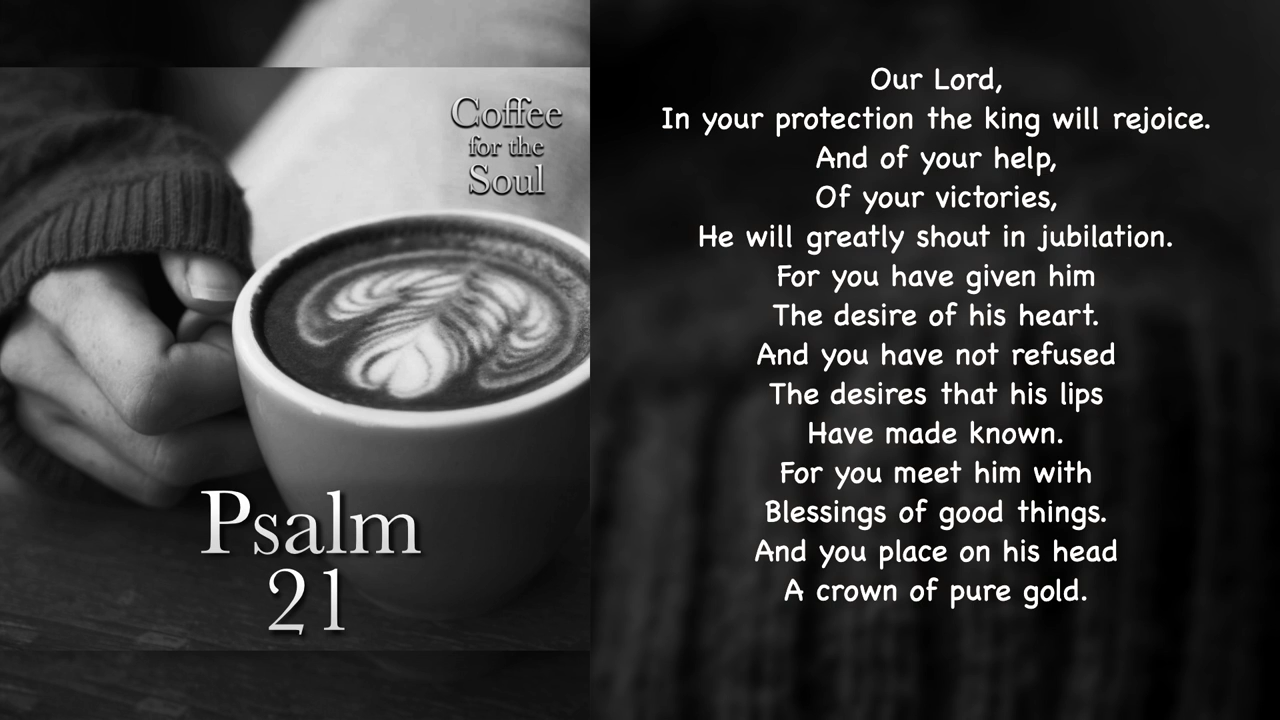 Coffee
for the
Soul
Psalm
21
Our Lord,
In your protection the king will rejoice.
And of your help,
Of your victories,
He will greatly shout in jubilation.
For you have given him
The desire of his heart.
And you have not refused
The desires that his lips
Have made known.
For you meet him with
Blessings of good things.
And you place on his head
A crown of pure gold.